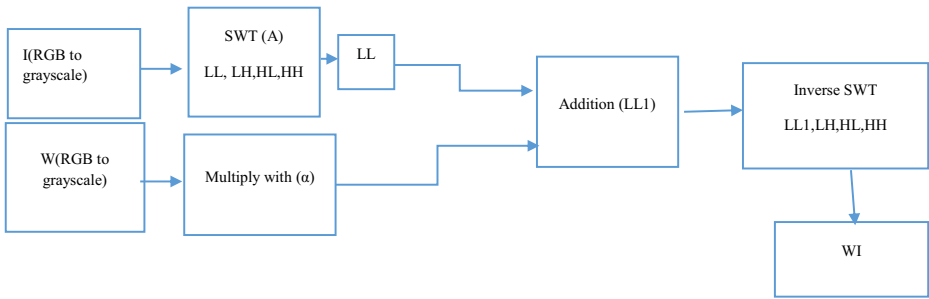 I(RGB to
grayscale)
SWT (A)
LL, LH,HL,HH
LL
W(RGB to
grayscale)
Multiply with (α)
Addition (LL1)
Inverse SWT
LL1,LH,HL,HH
WI